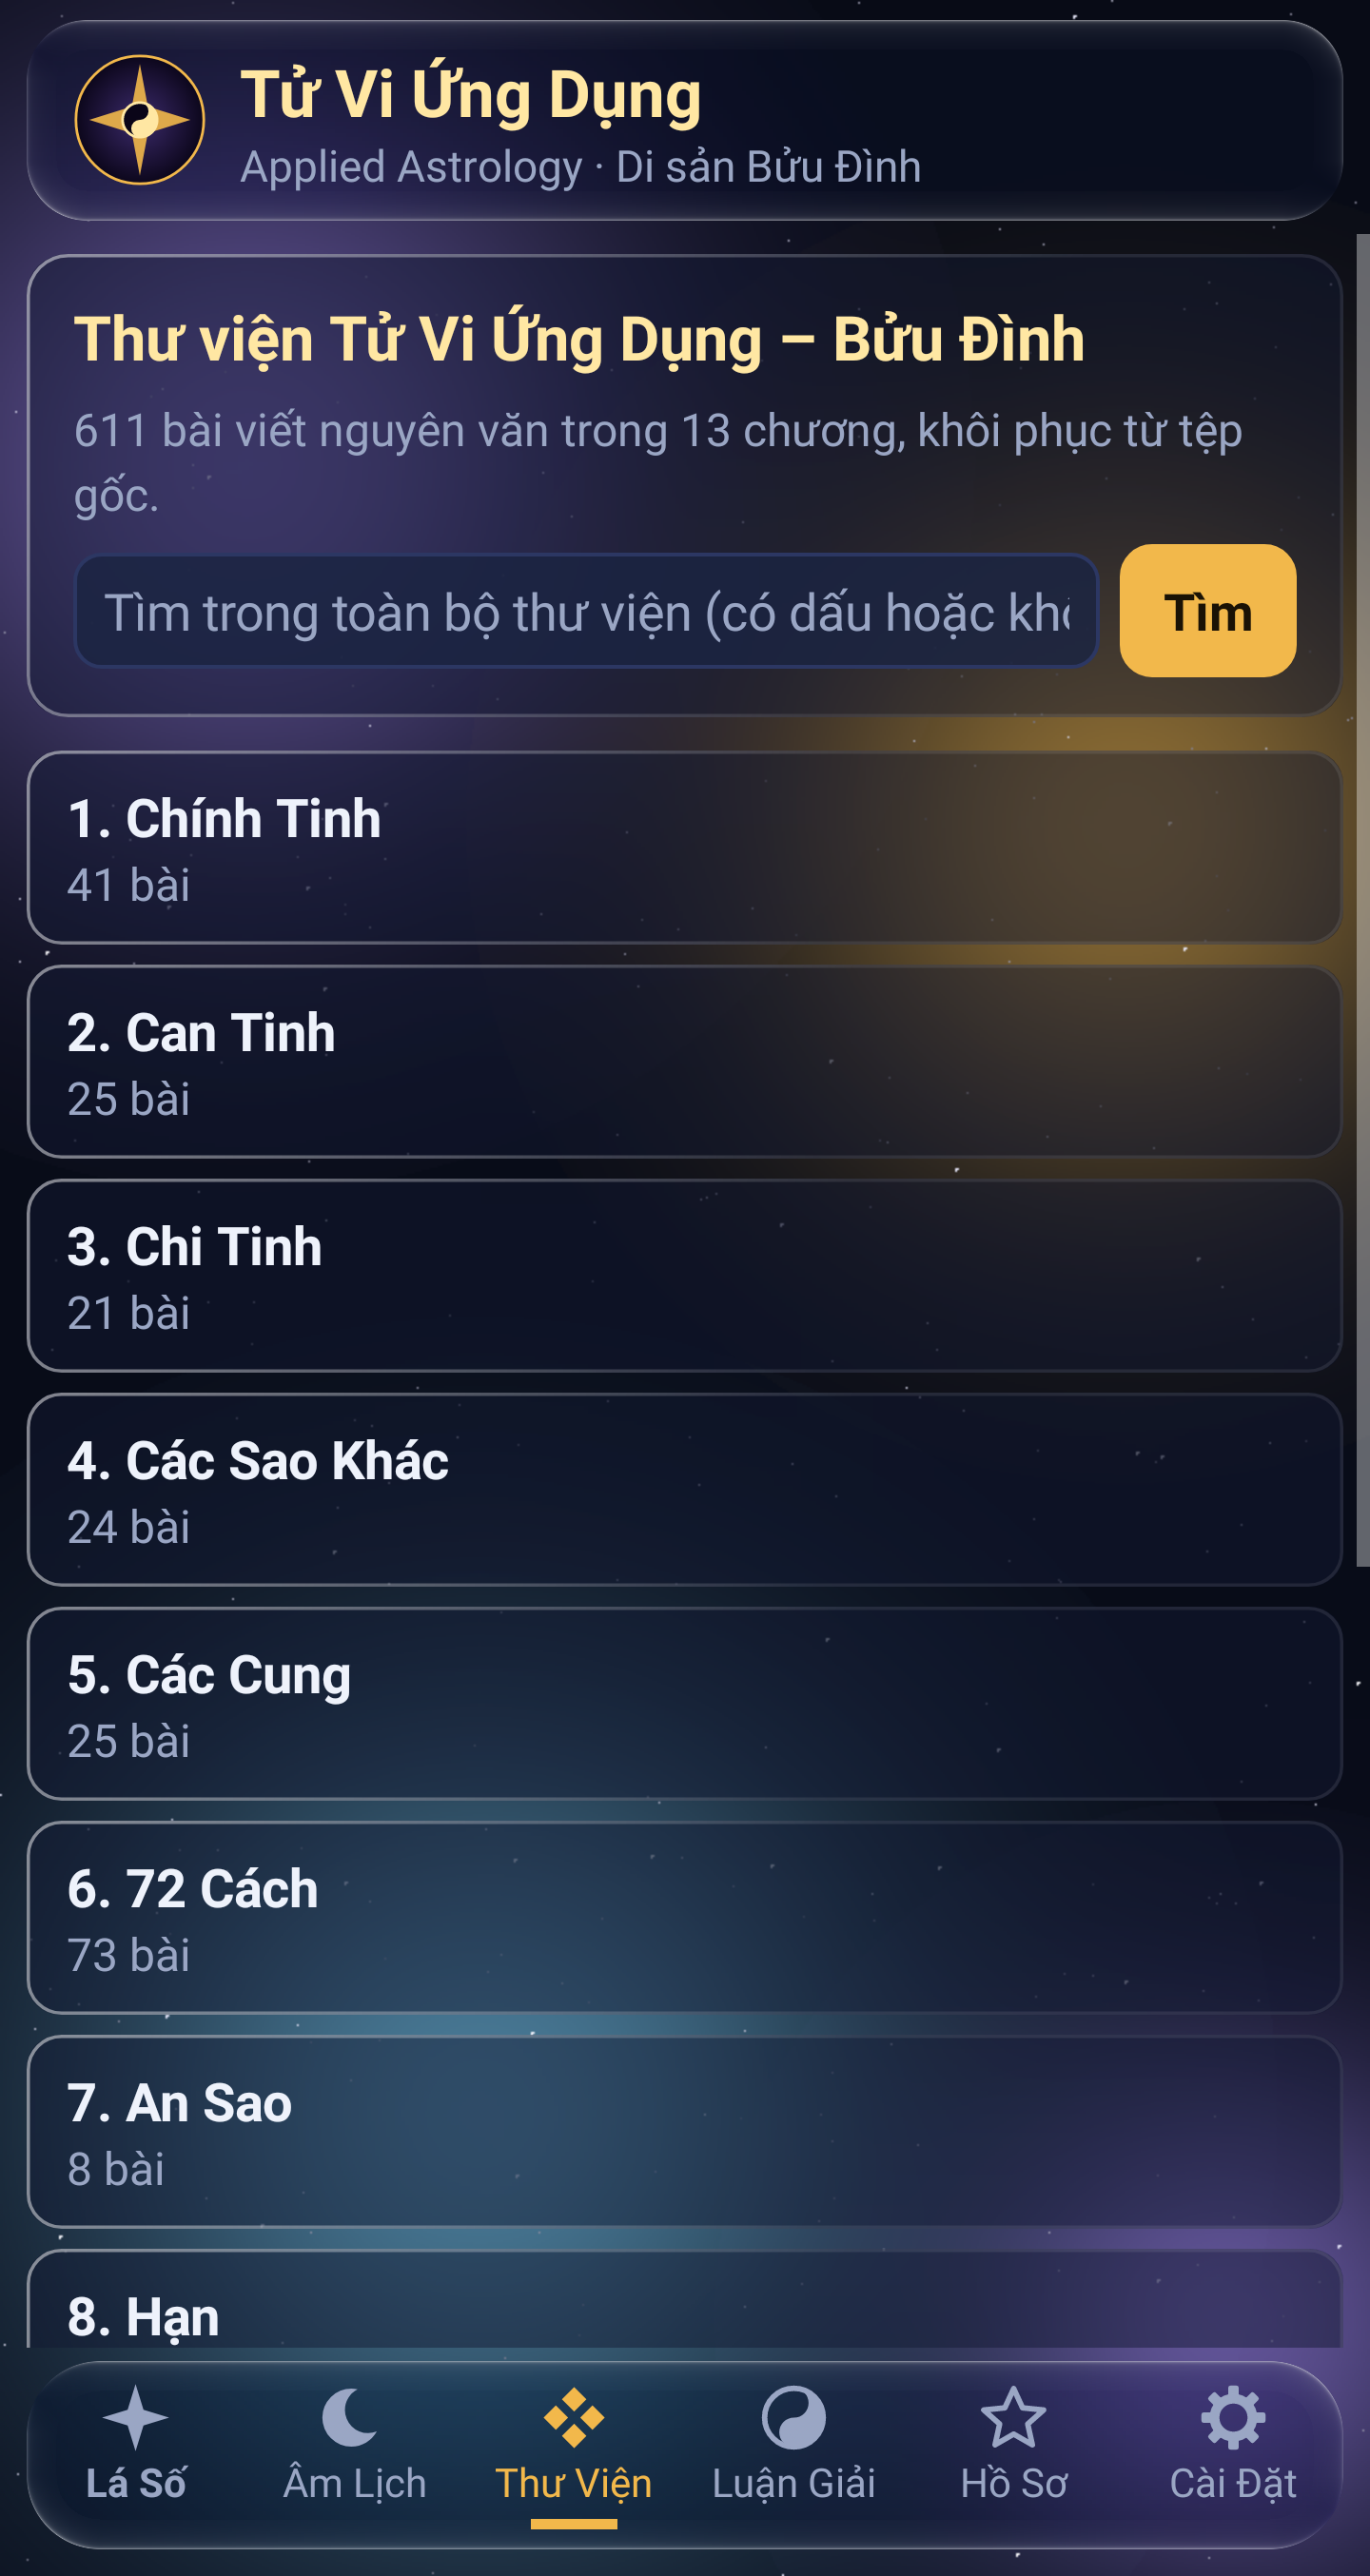 Tử Vi Ứng Dụng
Applied Astrology · Di sản Bửu Đình
Thư viện Tử Vi Ứng Dụng – Bửu Đình
611 bài viết nguyên văn trong 13 chương, khôi phục từ tệp
gốc.
Tìm trong toàn bộ thư viện (có dấu hoặc khô
Tìm
1. Chính Tinh
41 bài
2. Can Tinh
25 bài
3. Chi Tinh
21 bài
4. Các Sao Khác
24 bài
5. Các Cung
25 bài
6. 72 Cách
73 bài
7. An Sao
8 bài
8. Hạn
Lá Số
Âm Lịch
Thư Viện
Luận Giải
Hồ Sơ
Cài Đặt